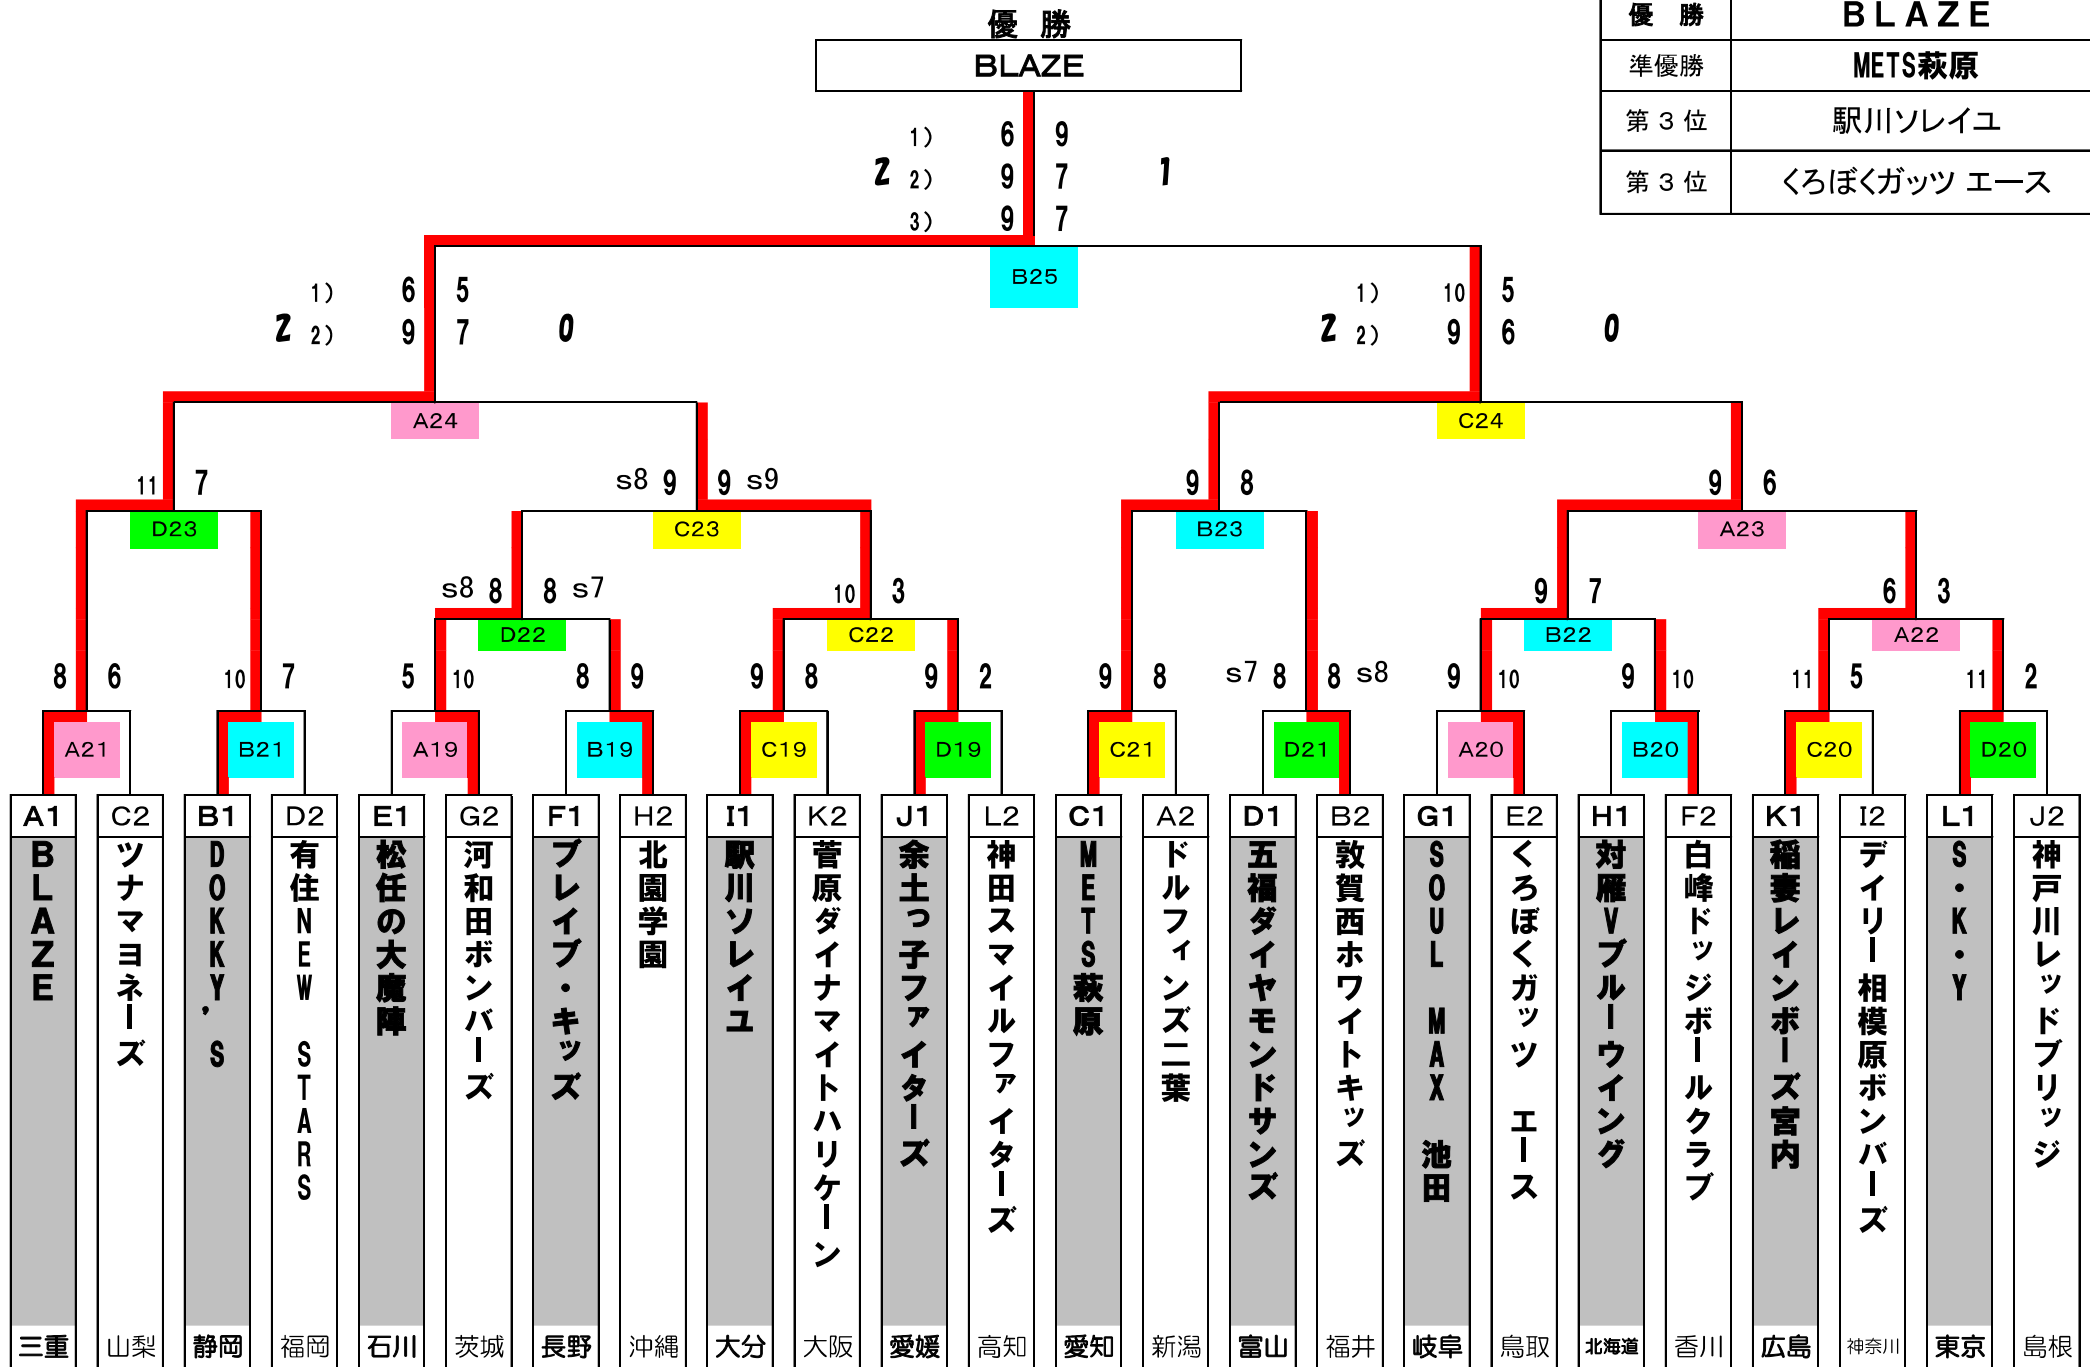 優 勝
BLAZE
優 勝 BLAZE
準優勝 METS萩原
第 3 位 駅川ソレイユ
第 3 位 くろぼくガッツ エース
1) 6 9
2 2) 9 7 1
3) 9 7
B25
1) 6 5
2 2) 9 7 0
1) 10 5
2 2) 9 6 0
A24
C24
11 7
s8 9 9 s9
9 8
9 6
D23
C23
B23
A23
s8 8 8 s7
10 3
9 7
6 3
D22
C22
B22
A22
8 6
10 7
5 10
8 9
9 8
9 2
9 8
s7 8 8 s8
9 10
9 10
11 5
11 2
A21
B21
A19
B19
C19
D19
C21
D21
A20
B20
C20
D20
A1
BLAZE
三重
C2
ツナマヨネーズ
山梨
B1
DOKKY'S
静岡
D2
有住NEW STARS
福岡
E1
松任の大魔陣
石川
G2
河和田ボンバーズ
茨城
F1
ブレイブ・キッズ
長野
H2
北園学園
沖縄
I1
駅川ソレイユ
大分
K2
菅原ダイナマイトハリケーン
大阪
J1
余土っ子ファイターズ
愛媛
L2
神田スマイルファイターズ
高知
C1
METS萩原
愛知
A2
ドルフィンズ二葉
新潟
D1
五福ダイヤモンドサンズ
富山
B2
敦賀西ホワイトキッズ
福井
G1
SOUL MAX 池田
岐阜
E2
くろぼくガッツ エース
鳥取
H1
対雁Vブルーウイング
北海道
F2
白峰ドッジボールクラブ
香川
K1
稲妻レインボーズ宮内
広島
I2
デイリー相模原ボンバーズ
神奈川
L1
S・K・Y
東京
J2
神戸川レッドブリッジ
島根